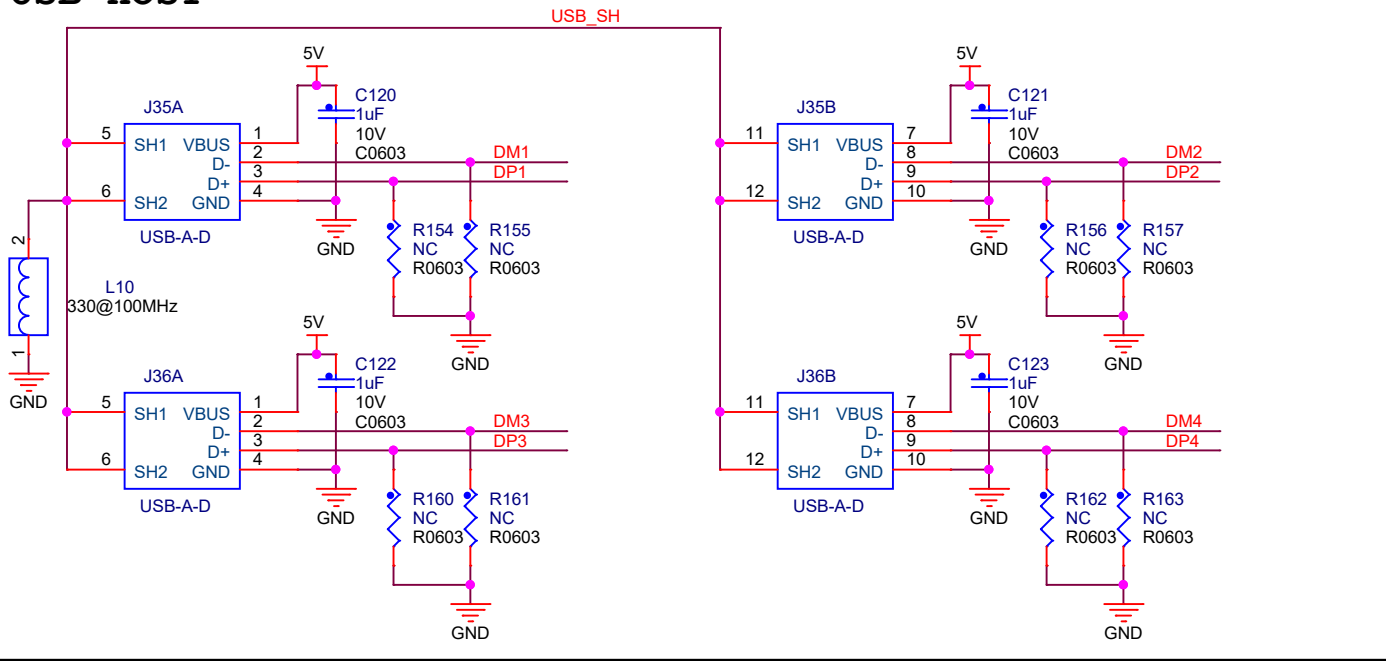 USB HOST
USB_SH
5V
C120
1uF
10V
C0603
J35A
5
6
SH1
SH2
VBUS
D-
D+
GND
1
2
3
4
USB-A-D
DM1
DP1
GND
R154
NC
R0603
R155
NC
R0603
GND
5V
C121
1uF
10V
C0603
J35B
11
12
SH1
SH2
VBUS
D-
D+
GND
7
8
9
10
USB-A-D
DM2
DP2
GND
R156
NC
R0603
R157
NC
R0603
GND
2
L10
330@100MHz
1
GND
5V
C122
1uF
10V
C0603
J36A
5
6
SH1
SH2
VBUS
D-
D+
GND
1
2
3
4
USB-A-D
DM3
DP3
GND
R160
NC
R0603
R161
NC
R0603
GND
5V
C123
1uF
10V
C0603
J36B
11
12
SH1
SH2
VBUS
D-
D+
GND
7
8
9
10
USB-A-D
DM4
DP4
GND
R162
NC
R0603
R163
NC
R0603
GND